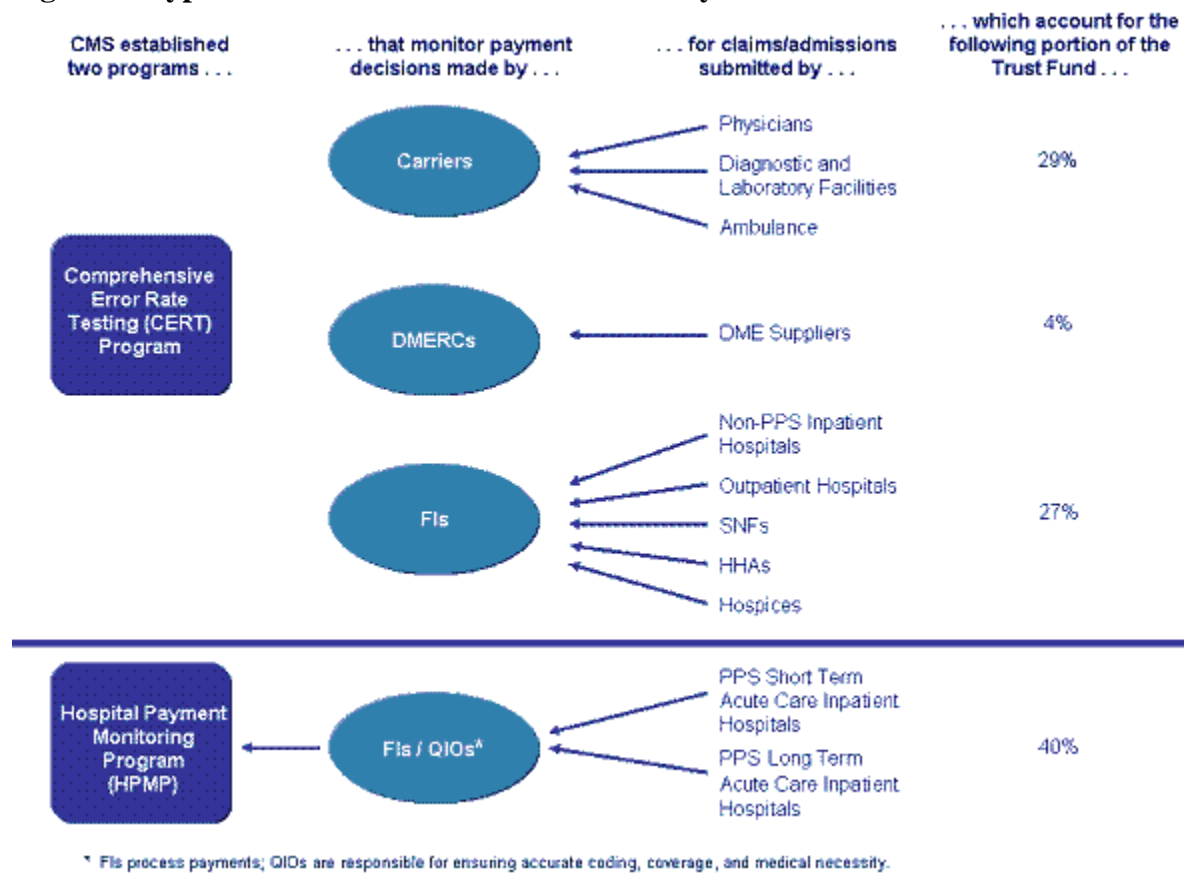 CMS established
two programs . . .
. . . that monitor payment
decisions made by . . .
. . . for claims/admissions
submitted by . . .
. . . which account for the
following portion of the
Trust Fund . . .
Comprehensive
Error Rate
Testing (CERT)
Program
Carriers
Physicians
Diagnostic and
Laboratory Facilities
Ambulance
29%
DMERCs
DME Suppliers
4%
FIs
Non-PPS Inpatient
Hospitals
Outpatient Hospitals
SNFs
HHAs
Hospices
27%
Hospital Payment
Monitoring
Program
(HPMP)
FIs / QIOs*
PPS Short Term
Acute Care Inpatient
Hospitals
PPS Long Term
Acute Care Inpatient
Hospitals
40%
* FIs process payments; QIOs are responsible for ensuring accurate coding, coverage, and medical necessity.